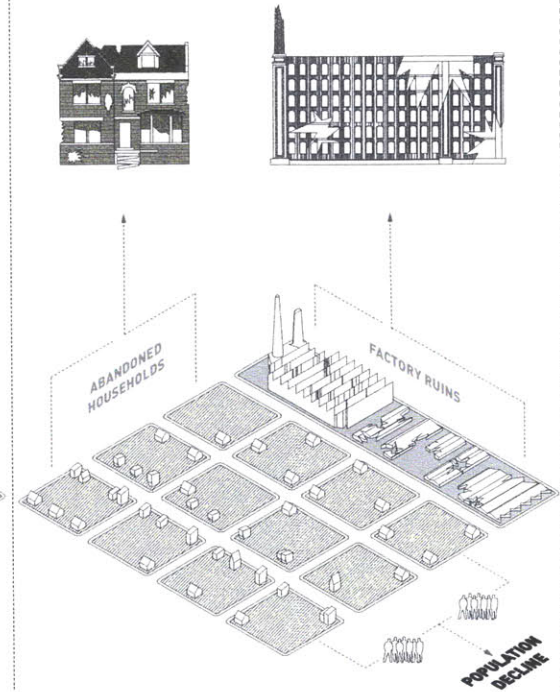 ABANDONED
HOUSEHOLDS
FACTORY RUINS
POPULATION
DECLINE